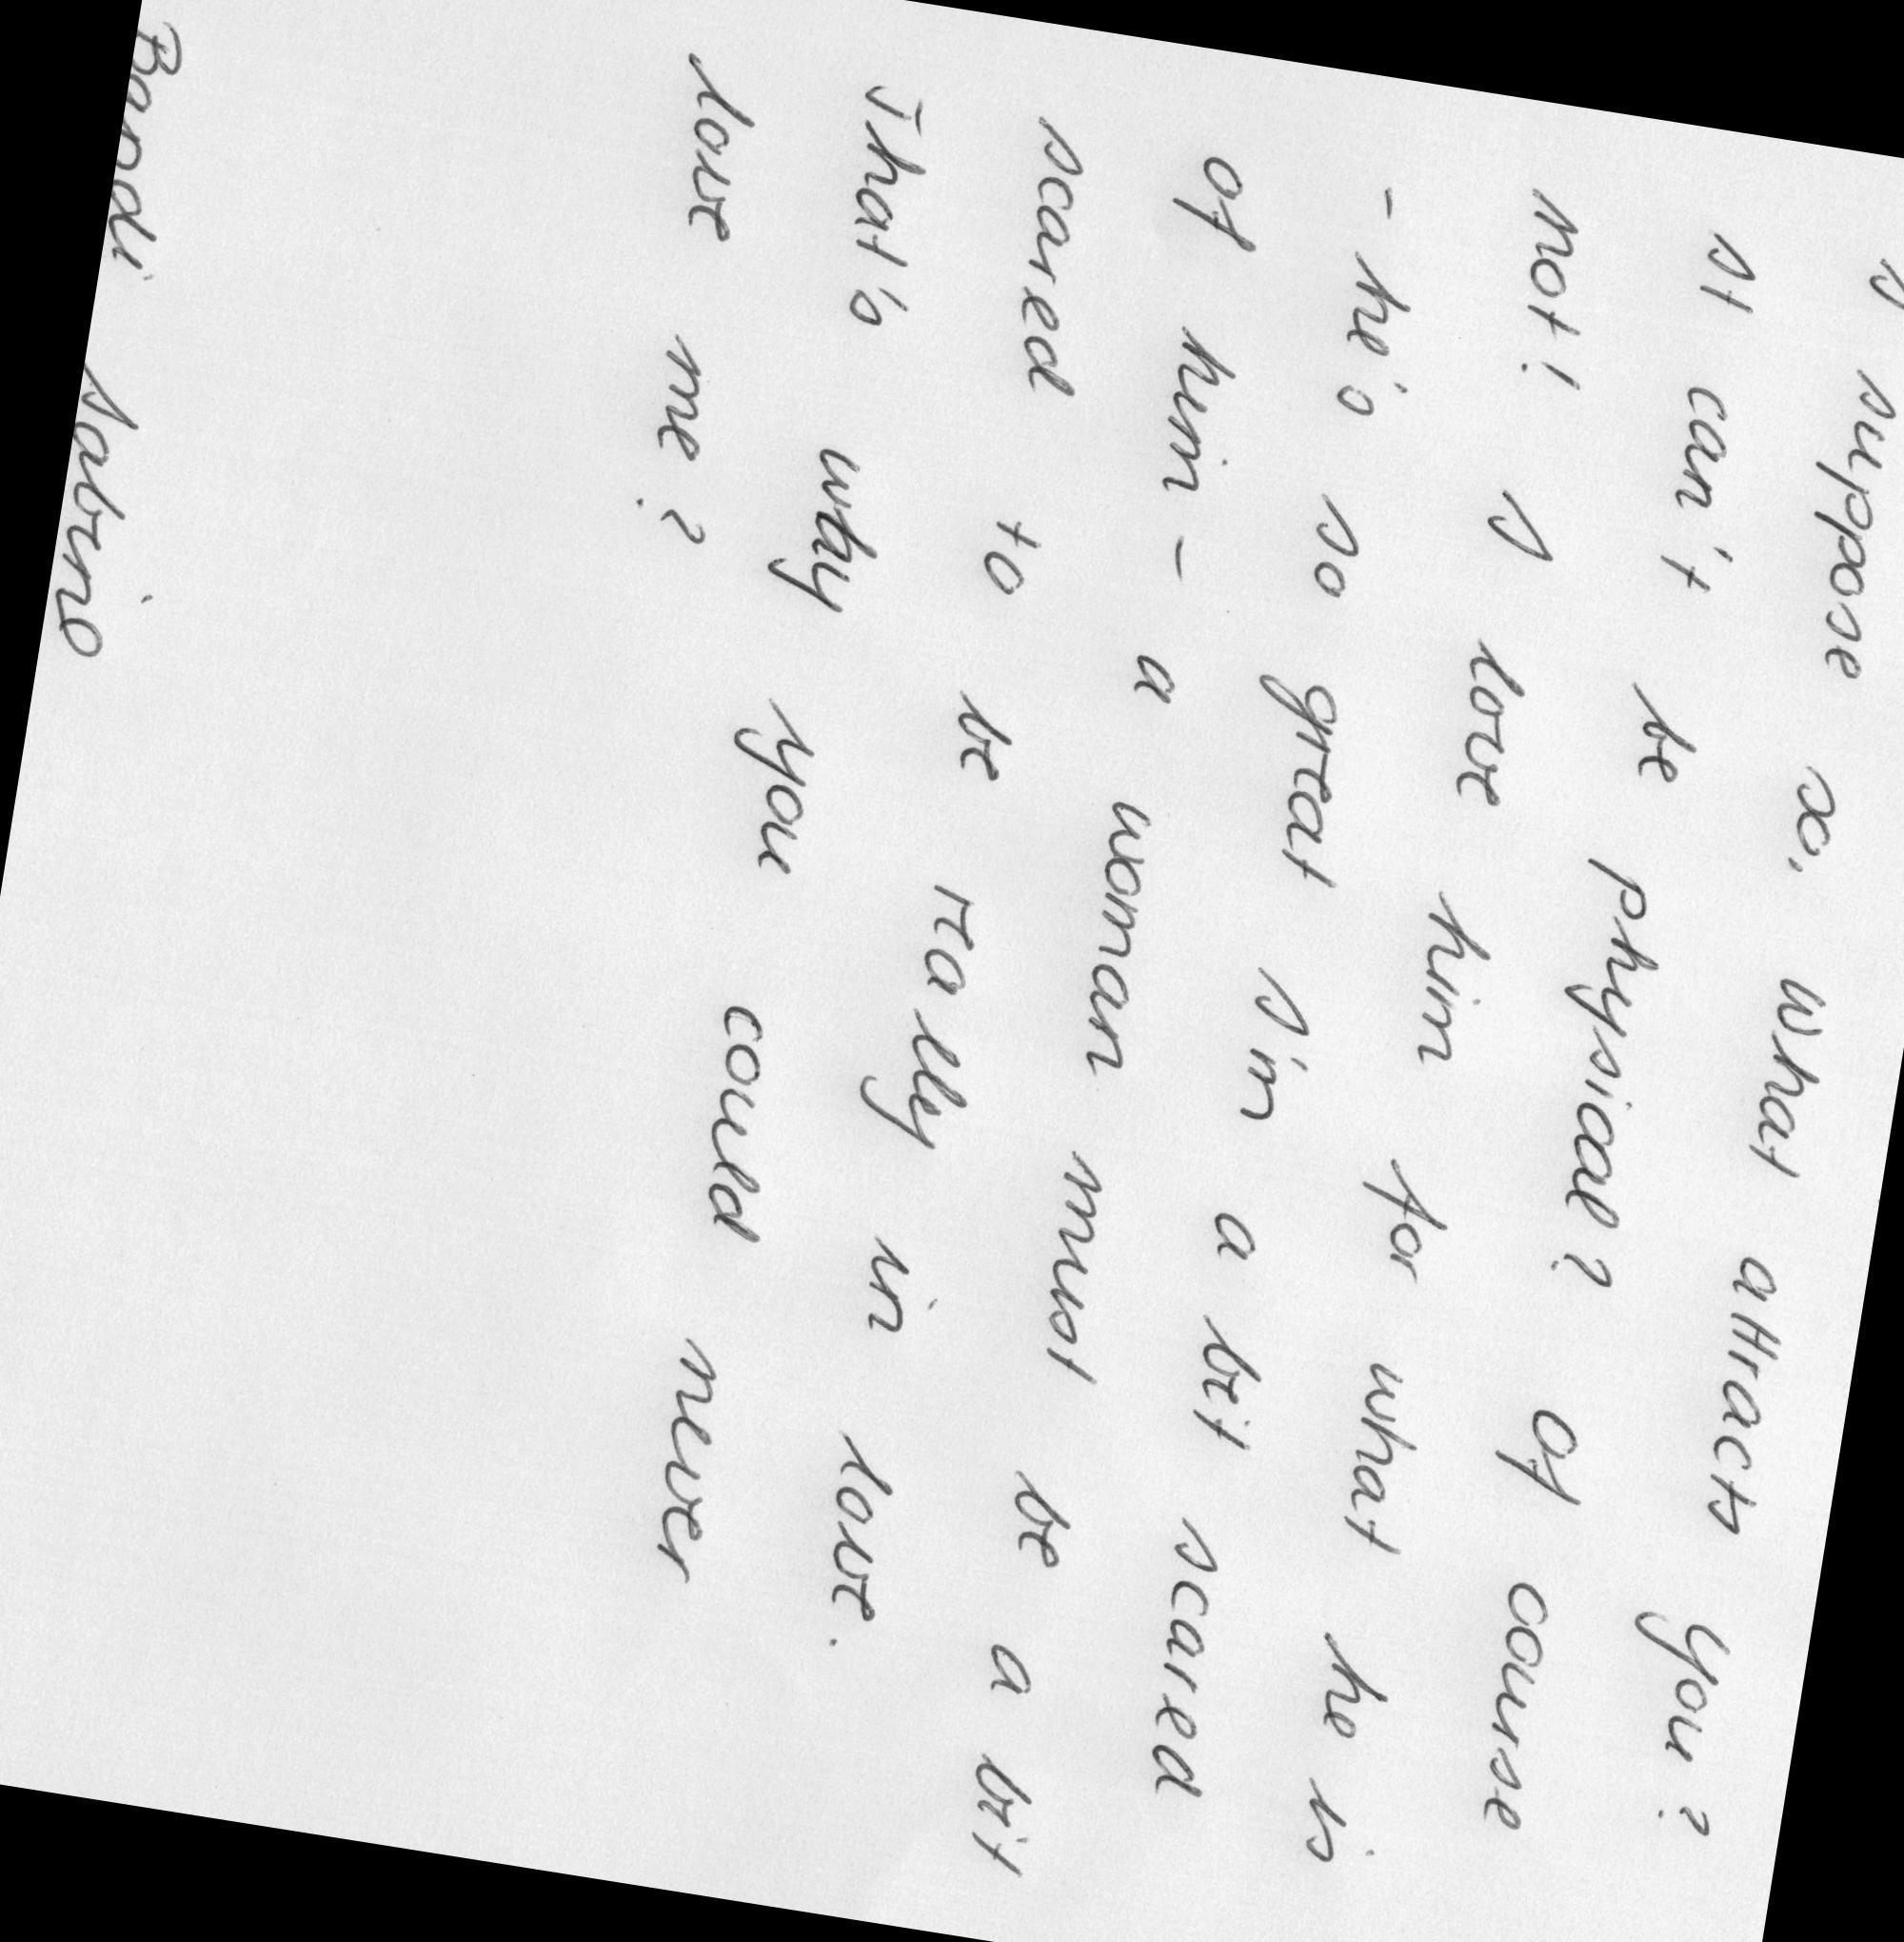 I suppose so. What attracts you?
It can't be physical? Of course
not! I love him for what he is
- he's so great I'm a bit scared
of him - a woman must be a bit
scared to be really in love.
That's why you could never
love me?
Bandi Sabrio